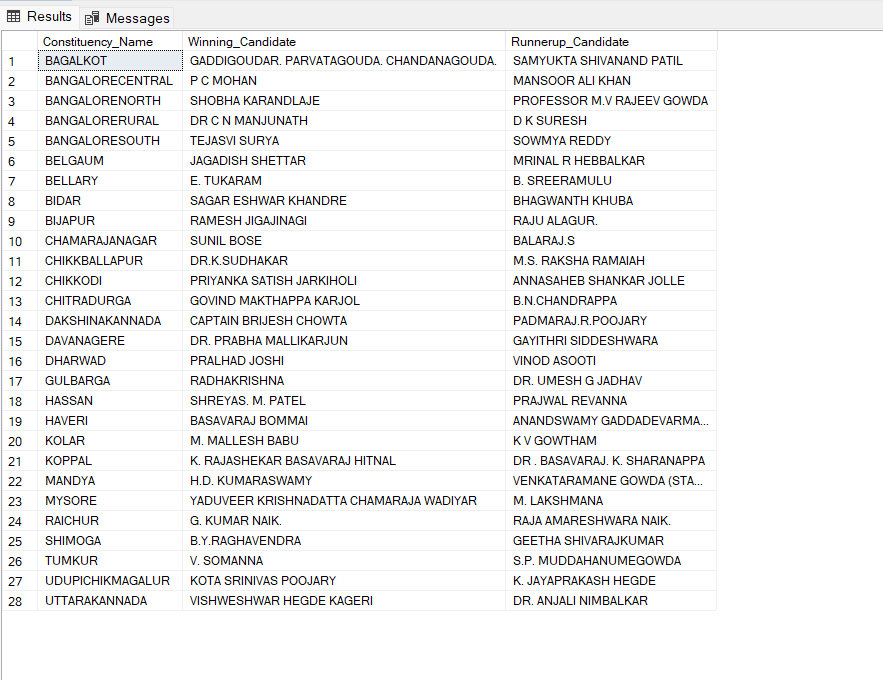 Results Messages
Constituency_Name Winning_Candidate Runnerup_Candidate
1 BAGALKOT GADDIGOUDAR. PARVATAGOUDA. CHANDANAGOUDA. SAMYUKTA SHIVANAND PATIL
2 BANGALORECENTRAL P C MOHAN MANSOOR ALI KHAN
3 BANGALORENORTH SHOBHA KARANDLAJE PROFESSOR M.V RAJEEV GOWDA
4 BANGALORERURAL DR C N MANJUNATH D K SURESH
5 BANGALORESOUTH TEJASVI SURYA SOWMYA REDDY
6 BELGAUM JAGADISH SHETTAR MRINAL R HEBBALKAR
7 BELLARY E. TUKARAM B. SREERAMULU
8 BIDAR SAGAR ESHWAR KHANDRE BHAGWANTH KHUBA
9 BIJAPUR RAMESH JIGAJINAGI RAJU ALAGUR.
10 CHAMARAJANAGAR SUNIL BOSE BALARAJ.S
11 CHIKKBALLAPUR DR.K.SUDHAKAR M.S. RAKSHA RAMAIAH
12 CHIKKODI PRIYANKA SATISH JARKIHOLI ANNASAHEB SHANKAR JOLLE
13 CHITRADURGA GOVIND MAKTHAPPA KARJOL B.N.CHANDRAPPA
14 DAKSHINAKANNADA CAPTAIN BRIJESH CHOWTA PADMARAJ.R.POOJARY
15 DAVANAGERE DR. PRABHA MALLIKARJUN GAYITHRI SIDDESHWARA
16 DHARWAD PRALHAD JOSHI VINOD ASOOTI
17 GULBARGA RADHAKRISHNA DR. UMESH G JADHAV
18 HASSAN SHREYAS. M. PATEL PRAJWAL REVANNA
19 HAVERI BASAVARAJ BOMMAI ANANDSWAMY GADDADEVARMA...
20 KOLAR M. MALLESH BABU K V GOWTHAM
21 KOPPAL K. RAJASHEKAR BASAVARAJ HITNAL DR . BASAVARAJ. K. SHARANAPPA
22 MANDYA H.D. KUMARASWAMY VENKATARAMANE GOWDA (STA...
23 MYSORE YADUVEER KRISHNADATTA CHAMARAJA WADIYAR M. LAKSHMANA
24 RAICHUR G. KUMAR NAIK. RAJA AMARESHWARA NAIK.
25 SHIMOGA B.Y.RAGHAVENDRA GEETHA SHIVARAJKUMAR
26 TUMKUR V. SOMANNA S.P. MUDDAHANUMEGOWDA
27 UDUPICHIKMAGALUR KOTA SRINIVAS POOJARY K. JAYAPRAKASH HEGDE
28 UTTARAKANNADA VISHWESHWAR HEGDE KAGERI DR. ANJALI NIMBALKAR